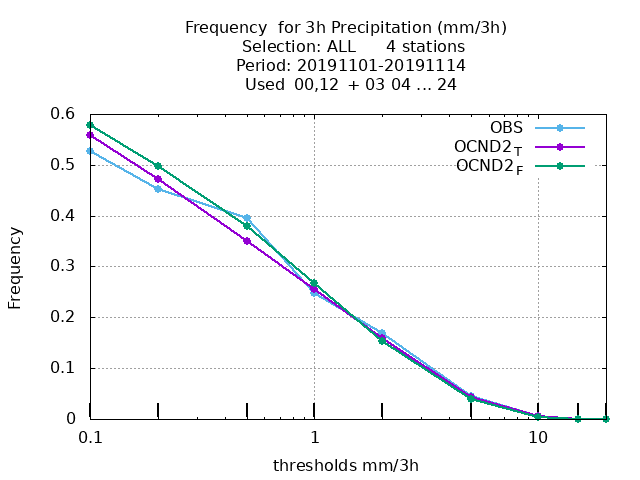 Frequency  for 3h Precipitation (mm/3h)
Selection: ALL      4 stations
Period: 20191101-20191114
Used  00,12  + 03 04 ... 24
OBS
OCND2T
OCND2F
Frequency
0.6
0.5
0.4
0.3
0.2
0.1
0
0.1 1 10
thresholds mm/3h